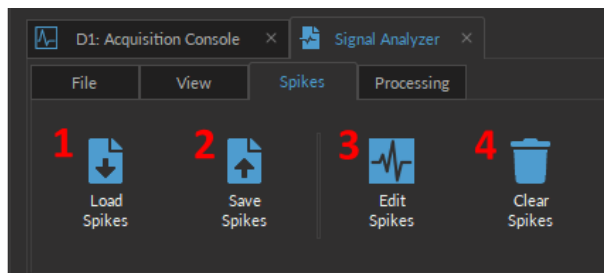 D1: Acquisition Console × Signal Analyzer ×
File View Spikes Processing
1 2 3 4
Load Save Edit Clear
Spikes Spikes Spikes Spikes